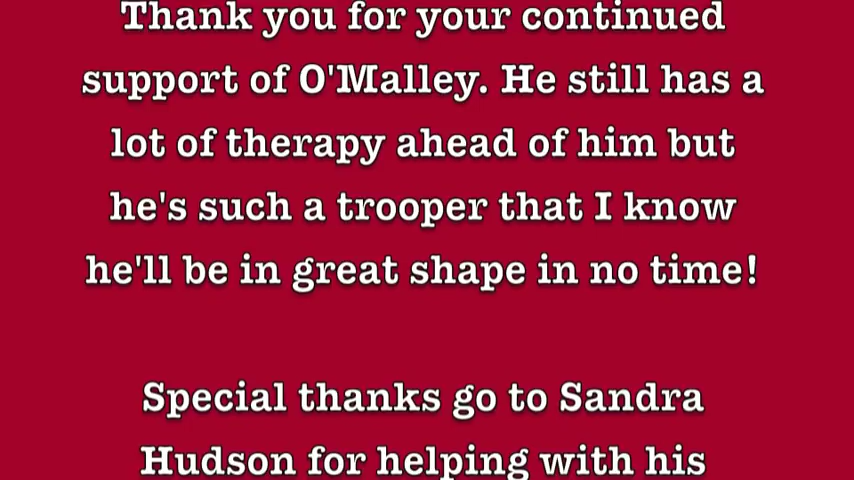 Thank you for your continued
support of O'Malley. He still has a
lot of therapy ahead of him but
he's such a trooper that I know
he'll be in great shape in no time!
Special thanks go to Sandra
Hudson for helping with his